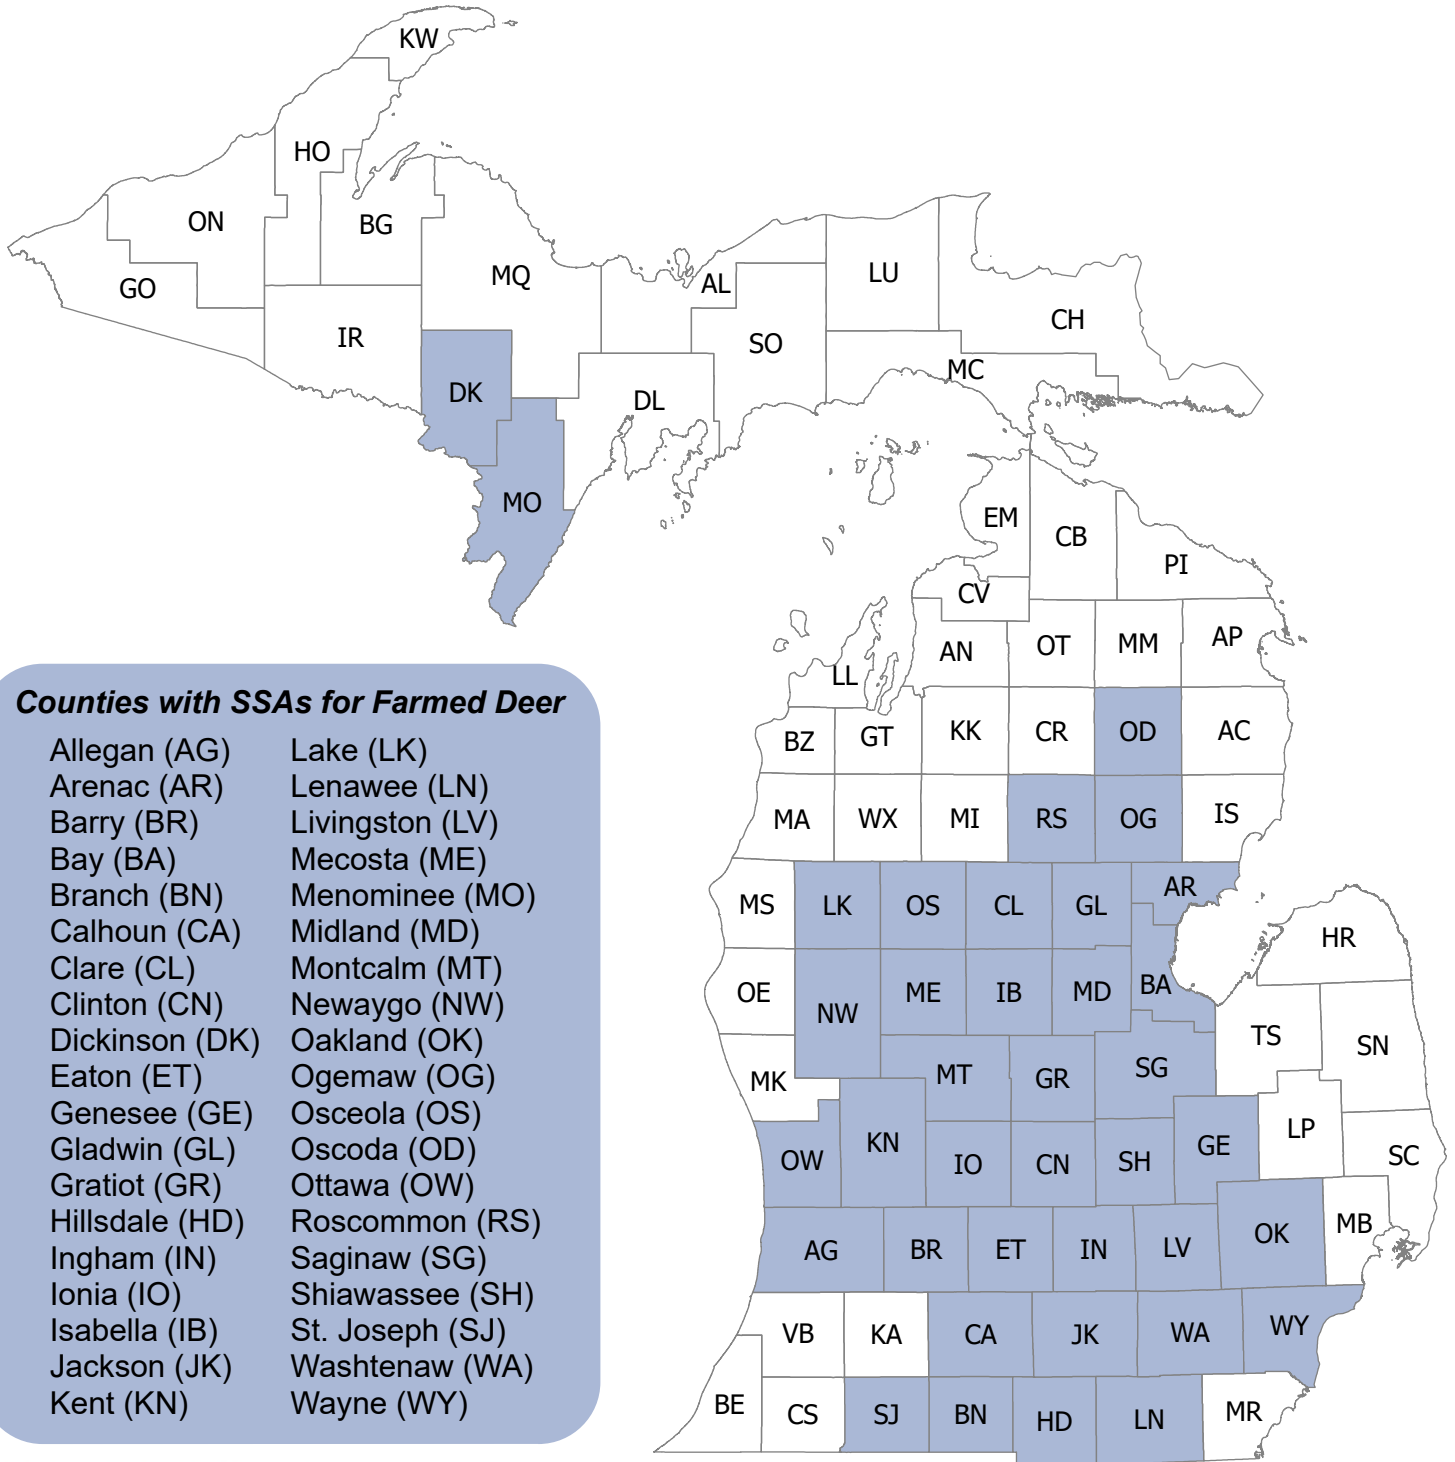 KW
HO
ON
BG
GO
MQ
AL
LU
IR
SO
CH
MC
DK
DL
MO
EM
CB
PI
CV
AN
OT
MM
AP
LL
BZ
GT
KK
CR
OD
AC
MA
WX
MI
RS
OG
IS
MS
LK
OS
CL
GL
AR
HR
OE
NW
ME
IB
MD
BA
TS
SN
MK
MT
GR
SG
OW
KN
IO
CN
SH
GE
LP
SC
AG
BR
ET
IN
LV
OK
MB
VB
KA
CA
JK
WA
WY
BE
CS
SJ
BN
HD
LN
MR
Counties with SSAs for Farmed Deer
Allegan (AG)
Arenac (AR)
Barry (BR)
Bay (BA)
Branch (BN)
Calhoun (CA)
Clare (CL)
Clinton (CN)
Dickinson (DK)
Eaton (ET)
Genesee (GE)
Gladwin (GL)
Gratiot (GR)
Hillsdale (HD)
Ingham (IN)
Ionia (IO)
Isabella (IB)
Jackson (JK)
Kent (KN)
Lake (LK)
Lenawee (LN)
Livingston (LV)
Mecosta (ME)
Menominee (MO)
Midland (MD)
Montcalm (MT)
Newaygo (NW)
Oakland (OK)
Ogemaw (OG)
Osceola (OS)
Oscoda (OD)
Ottawa (OW)
Roscommon (RS)
Saginaw (SG)
Shiawassee (SH)
St. Joseph (SJ)
Washtenaw (WA)
Wayne (WY)